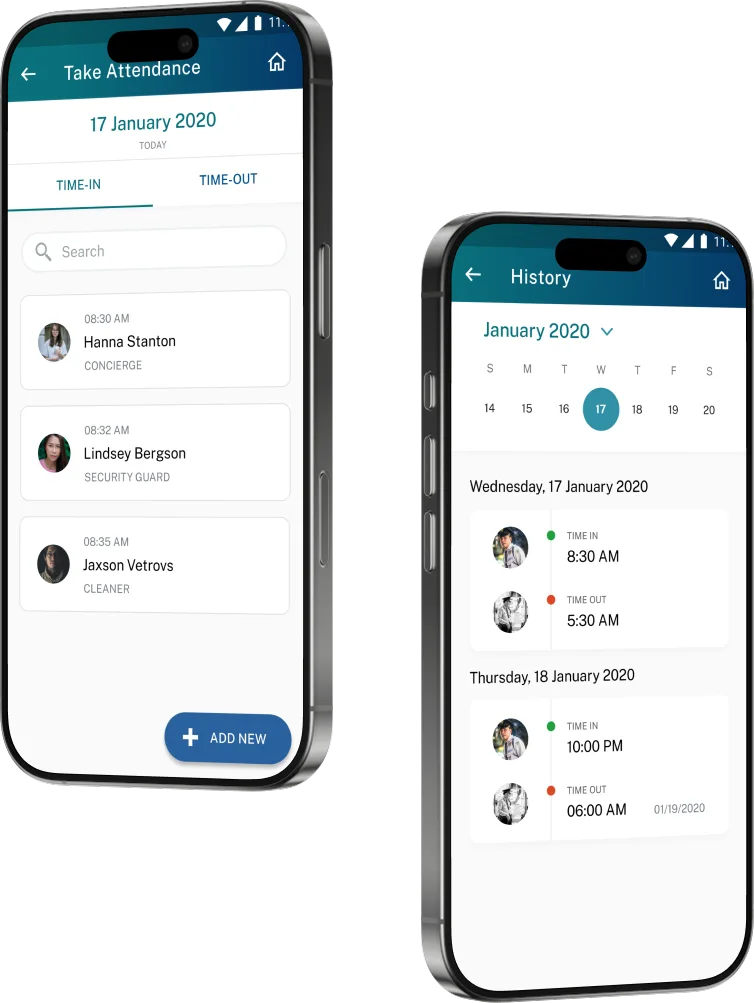 11:
Take Attendance
17 January 2020
TODAY
TIME-IN
TIME-OUT
Search
08:30 AM
Hanna Stanton
CONCIERGE
08:32 AM
Lindsey Bergson
SECURITY GUARD
08:35 AM
Jaxson Vetrovs
CLEANER
ADD NEW
11:
History
January 2020
S M T W T F S
14 15 16 17 18 19 20
Wednesday, 17 January 2020
TIME IN
8:30 AM
TIME OUT
5:30 AM
Thursday, 18 January 2020
TIME IN
10:00 PM
TIME OUT
06:00 AM 01/19/2020